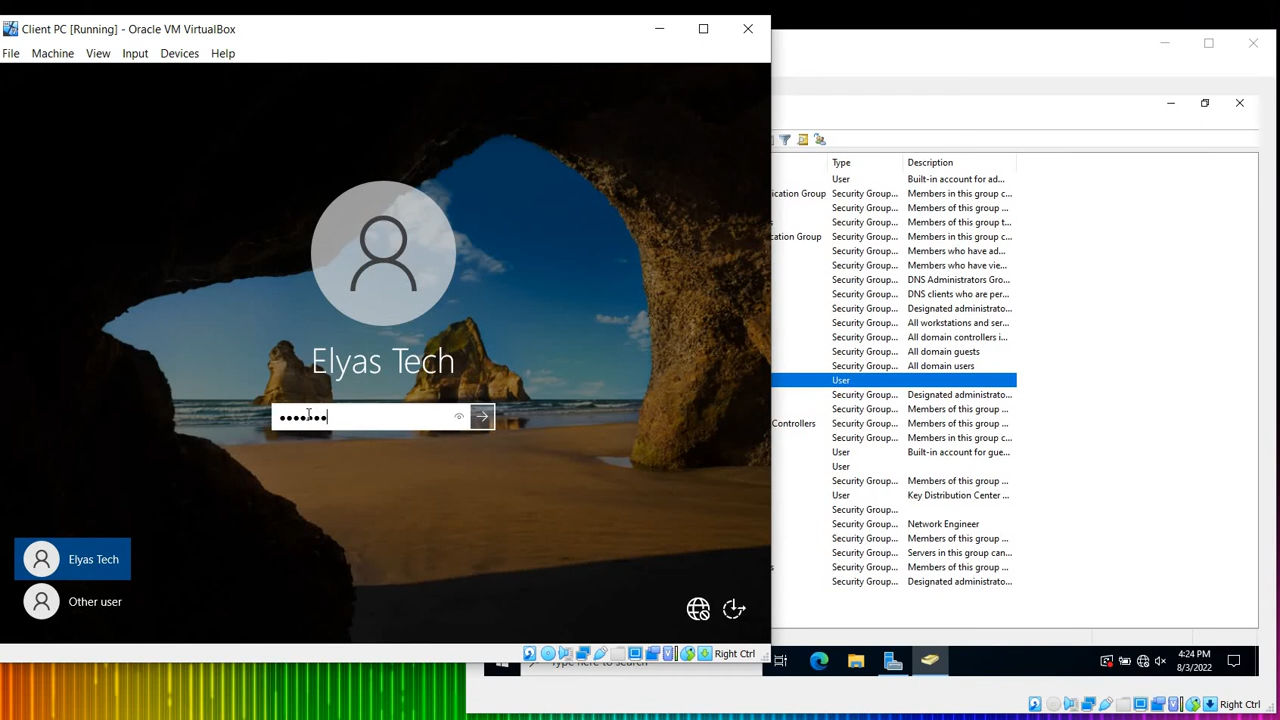 Client PC [Running] - Oracle VM VirtualBox
File Machine View Input Devices Help
Elyas Tech
Elyas Tech
Other user
Right Ctrl
Type Description
User Built-in account for ad...
ication Group Security Group... Members in this group c...
Security Group... Members of this group ...
Security Group... Members of this group t...
cation Group Security Group... Members in this group c...
Security Group... Members who have ad...
Security Group... Members who have vie...
Security Group... DNS Administrators Gro...
Security Group... DNS clients who are per...
Security Group... Designated administrato...
Security Group... All workstations and ser...
Security Group... All domain controllers i...
Security Group... All domain guests
Security Group... All domain users
User
Security Group... Designated administrato...
Security Group... Members of this group ...
Controllers Security Group... Members of this group ...
Security Group... Members in this group c...
User Built-in account for gue...
User
Security Group... Members of this group ...
User Key Distribution Center ...
Security Group...
Security Group... Network Engineer
Security Group... Members of this group ...
Security Group... Servers in this group can...
Security Group... Members of this group ...
Security Group... Designated administrato...
Type here to search
4:24 PM
8/3/2022
Right Ctrl